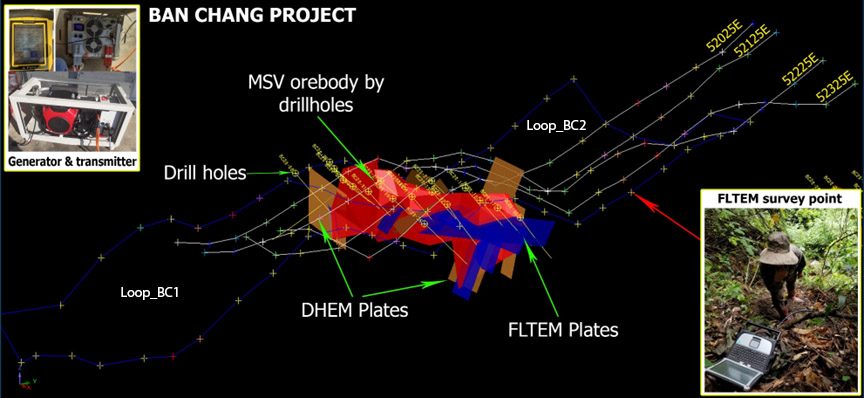 BAN CHANG PROJECT
Generator & transmitter
MSV orebody by
drillholes
Drill holes
Loop_BC1
Loop_BC2
52025E
52125E
52225E
52325E
DHEM Plates
FLTEM Plates
FLTEM survey point